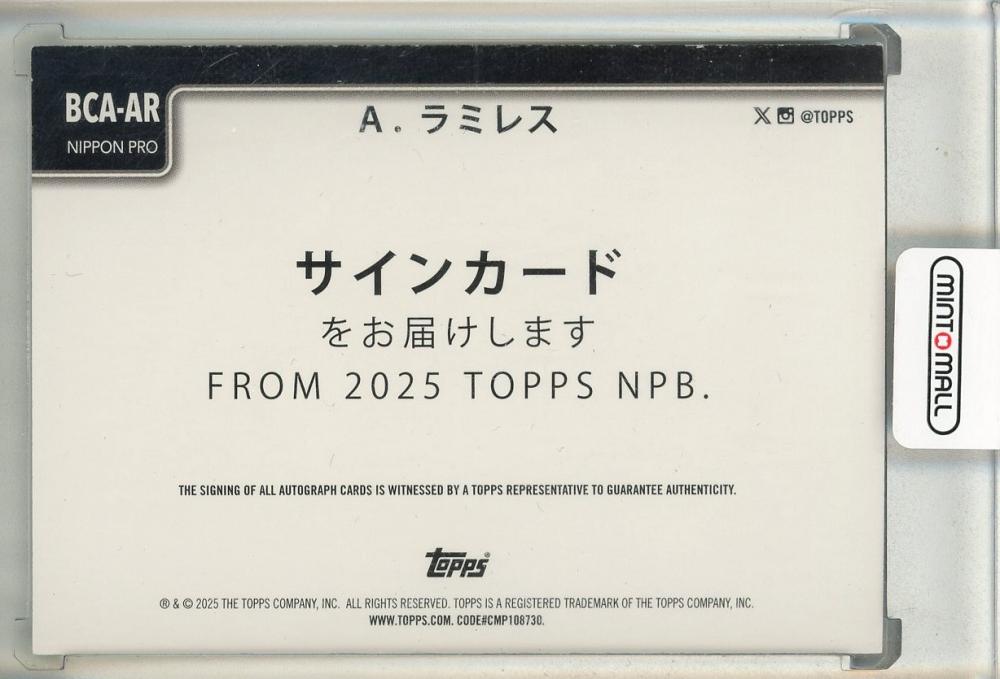 BCA-AR
NIPPON PRO
A. ラミレス
@TOPPS
サインカード
をお届けします
FROM 2025 TOPPS NPB.
THE SIGNING OF ALL AUTOGRAPH CARDS IS WITNESSED BY A TOPPS REPRESENTATIVE TO GUARANTEE AUTHENTICITY.
topps®
® & © 2025 THE TOPPS COMPANY, INC. ALL RIGHTS RESERVED. TOPPS IS A REGISTERED TRADEMARK OF THE TOPPS COMPANY, INC.
WWW.TOPPS.COM. CODE#CMP108730.
MINTMALL